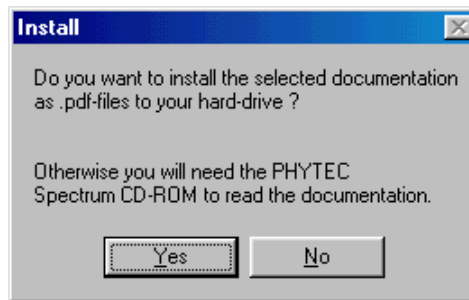 Install
Do you want to install the selected documentation
as .pdf-files to your hard-drive ?
Otherwise you will need the PHYTEC
Spectrum CD-ROM to read the documentation.
Yes No